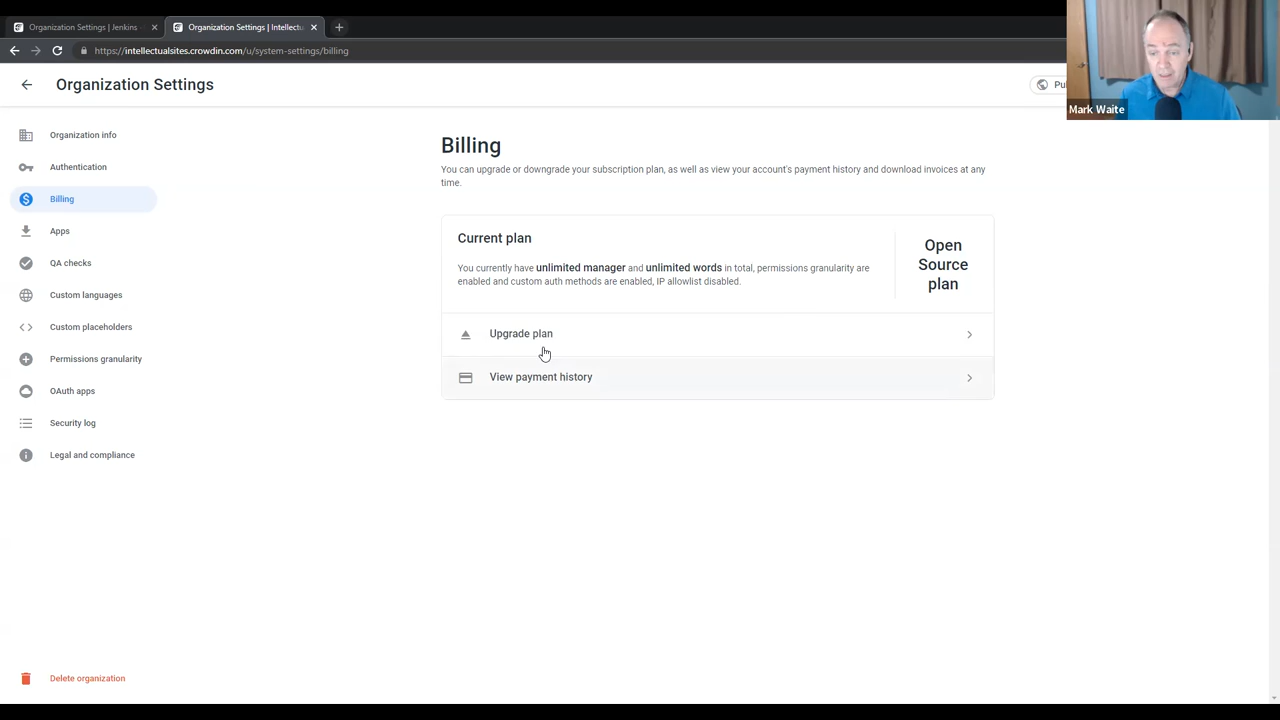 Organization Settings | Jenkins
Organization Settings | Intellectu
https://intellectualsites.crowdin.com/u/system-settings/billing
Organization Settings
Mark Waite
Organization info
Authentication
Billing
Apps
QA checks
Custom languages
Custom placeholders
Permissions granularity
OAuth apps
Security log
Legal and compliance
Delete organization
Billing
You can upgrade or downgrade your subscription plan, as well as view your account's payment history and download invoices at any
time.
Current plan
You currently have unlimited manager and unlimited words in total, permissions granularity are
enabled and custom auth methods are enabled, IP allowlist disabled.
Open
Source
plan
Upgrade plan
View payment history